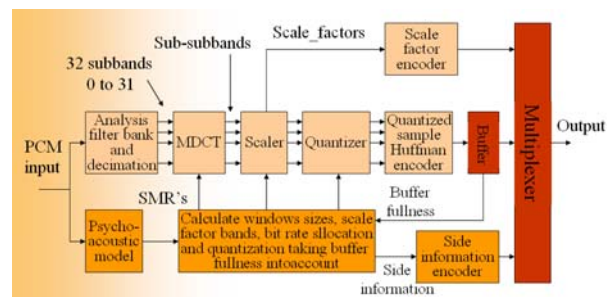 Scale_factors
Scale
factor
encoder
Sub-subbands
32 subbands
0 to 31
PCM
input
Analysis
filter bank
and
decimation
MDCT
Scaler
Quantizer
Quantized
sample
Huffman
encoder
Buffer
Multiplexer
Output
SMR's
Buffer
fullness
Psycho-
acoustic
model
Calculate windows sizes, scale
factor bands, bit rate sllocation
and quantization taking buffer
fullness intoaccount
Side
information
Side
information
encoder